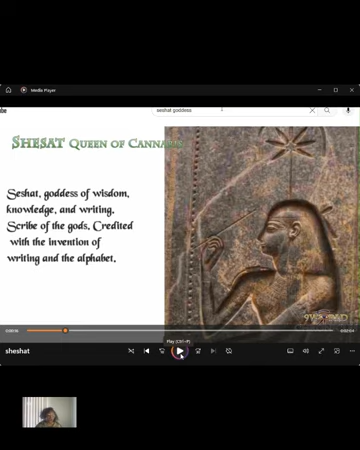 Media Player
seshat goddess
SHESAT QUEEN OF CANNABIS
Seshat, goddess of wisdom,
knowledge, and writing.
Scribe of the gods, Credited
with the invention of
writing and the alphabet.
Play (Ctrl+P)
sheshat